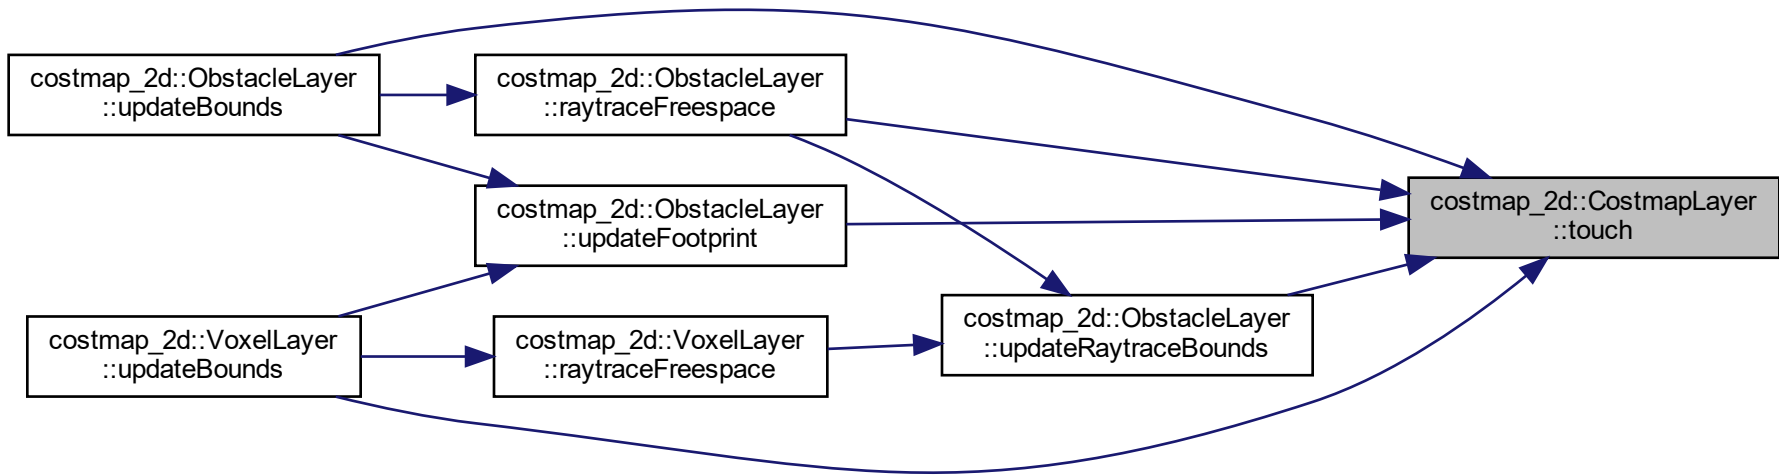 costmap_2d::ObstacleLayer
::updateBounds
costmap_2d::ObstacleLayer
::raytraceFreespace
costmap_2d::ObstacleLayer
::updateFootprint
costmap_2d::CostmapLayer
::touch
costmap_2d::VoxelLayer
::updateBounds
costmap_2d::VoxelLayer
::raytraceFreespace
costmap_2d::ObstacleLayer
::updateRaytraceBounds